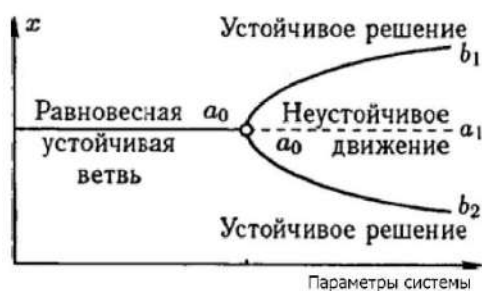 x
Устойчивое решение
b₁
Равновесная a₀ Неустойчивое
устойчивая a₀ движение a₁
ветвь
b₂
Устойчивое решение
Параметры системы